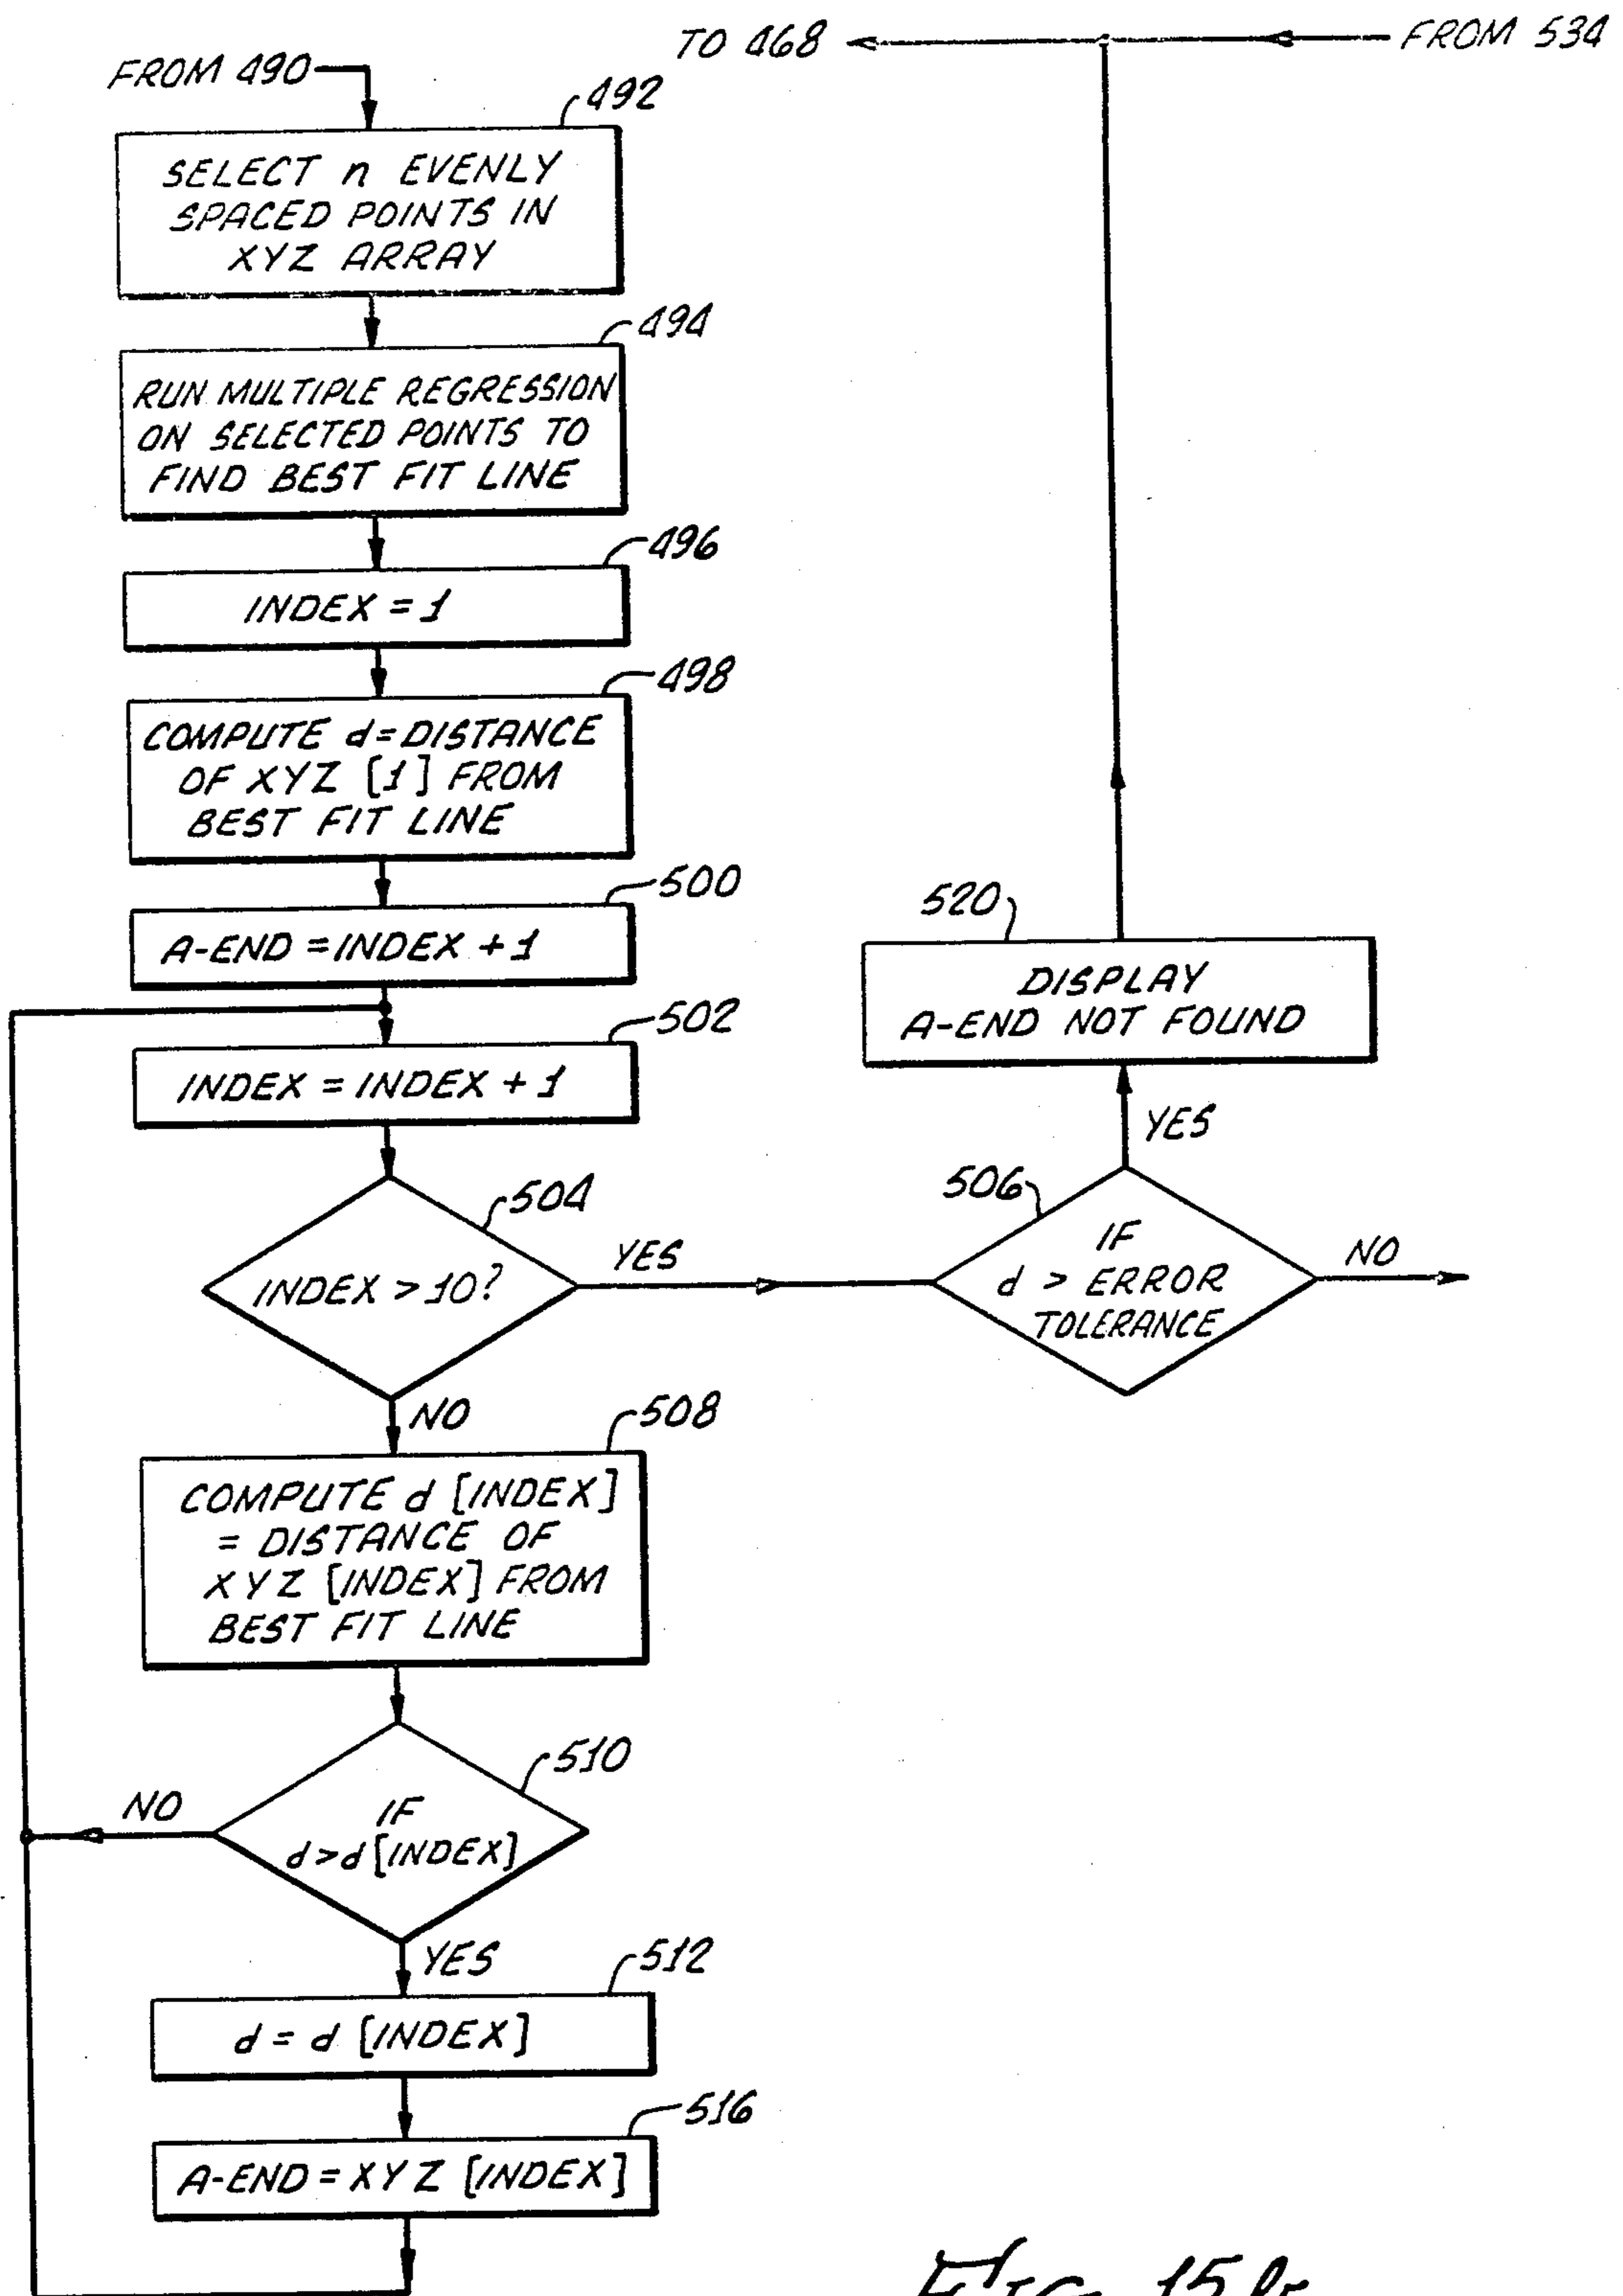 TO 468
FROM 534
FROM 490
492
SELECT n EVENLY
SPACED POINTS IN
XYZ ARRAY
494
RUN MULTIPLE REGRESSION
ON SELECTED POINTS TO
FIND BEST FIT LINE
496
INDEX = 1
498
COMPUTE d=DISTANCE
OF XYZ [1] FROM
BEST FIT LINE
500
A-END = INDEX + 1
502
INDEX = INDEX + 1
504
INDEX > 10?
YES
NO
506
IF
d > ERROR
TOLERANCE
YES
NO
520
DISPLAY
A-END NOT FOUND
508
COMPUTE d [INDEX]
= DISTANCE OF
XYZ [INDEX] FROM
BEST FIT LINE
510
IF
d>d [INDEX]
NO
YES
512
d = d [INDEX]
516
A-END = XYZ [INDEX]
FIG. 15b